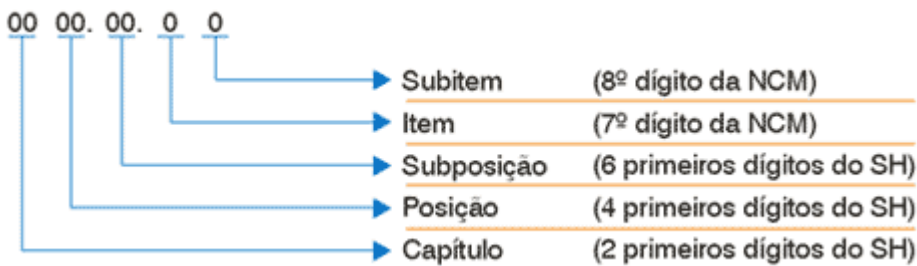 00 00. 00. 0 0
Subitem (8º dígito da NCM)
Item (7º dígito da NCM)
Subposição (6 primeiros dígitos do SH)
Posição (4 primeiros dígitos do SH)
Capítulo (2 primeiros dígitos do SH)